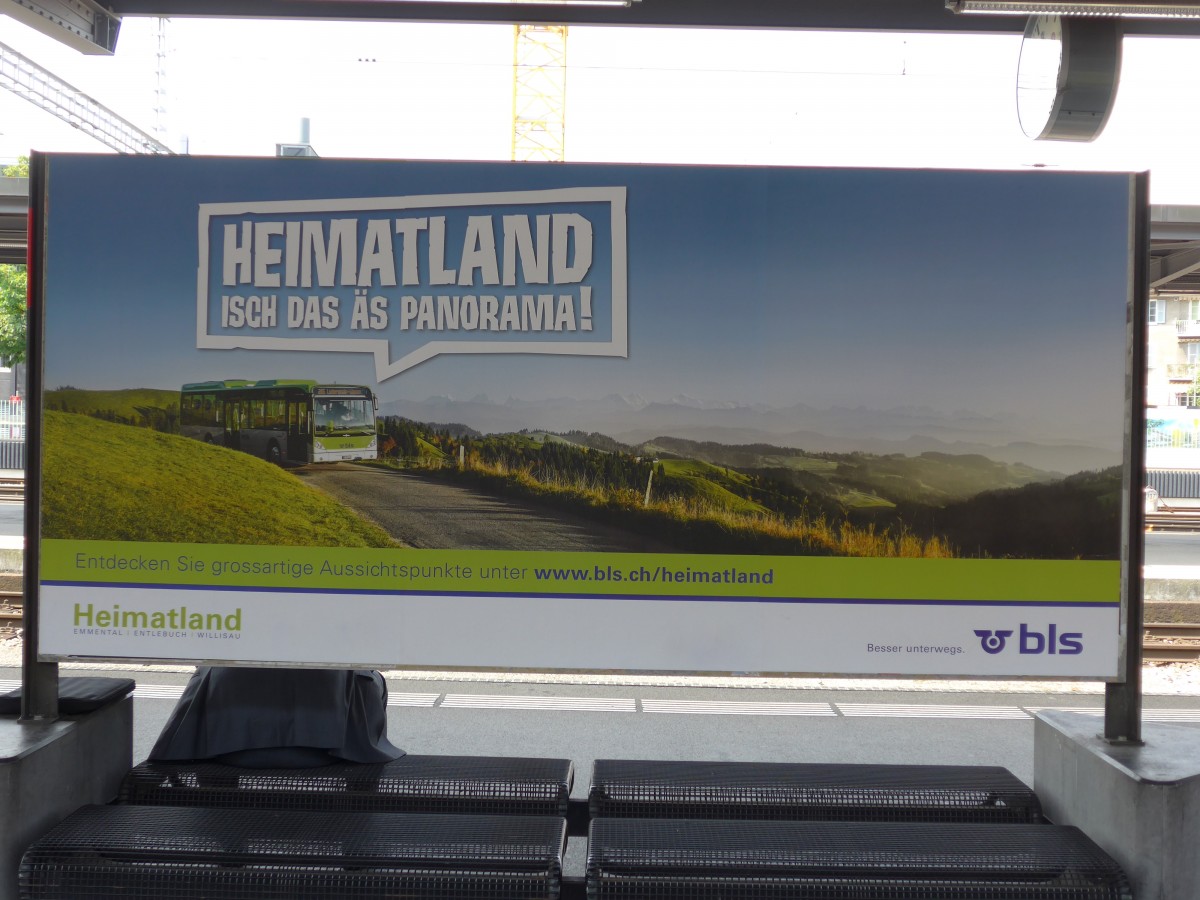 HEIMATLAND
ISCH DAS ÄS PANORAMA!
Entdecken Sie grossartige Aussichtspunkte unter www.bls.ch/heimatland
Heimatland
EMMENTAL | ENTLEBUCH | WILLISAU
Besser unterwegs.
bls